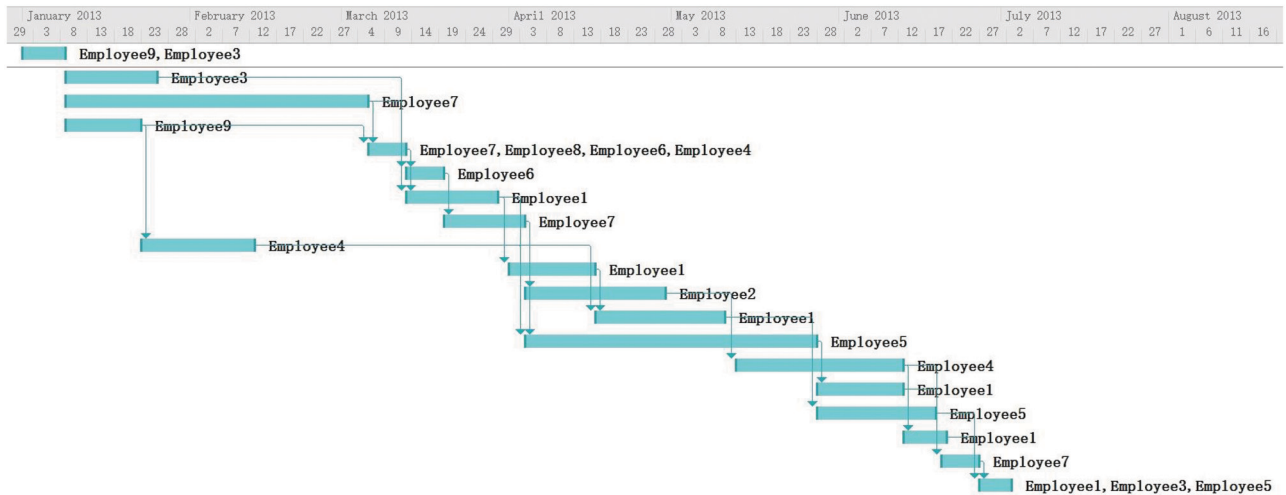 January 2013 February 2013 March 2013 April 2013 May 2013 June 2013 July 2013 August 2013
29 3 8 13 18 23 28 2 7 12 17 22 27 4 9 14 19 24 29 3 8 13 18 23 28 3 8 13 18 23 28 2 7 12 17 22 27 2 7 12 17 22 27 1 6 11 16
Employee9, Employee3
Employee3
Employee7
Employee9
Employee7, Employee8, Employee6, Employee4
Employee6
Employee1
Employee7
Employee4
Employee1
Employee2
Employee1
Employee5
Employee4
Employee1
Employee5
Employee1
Employee7
Employee1, Employee3, Employee5